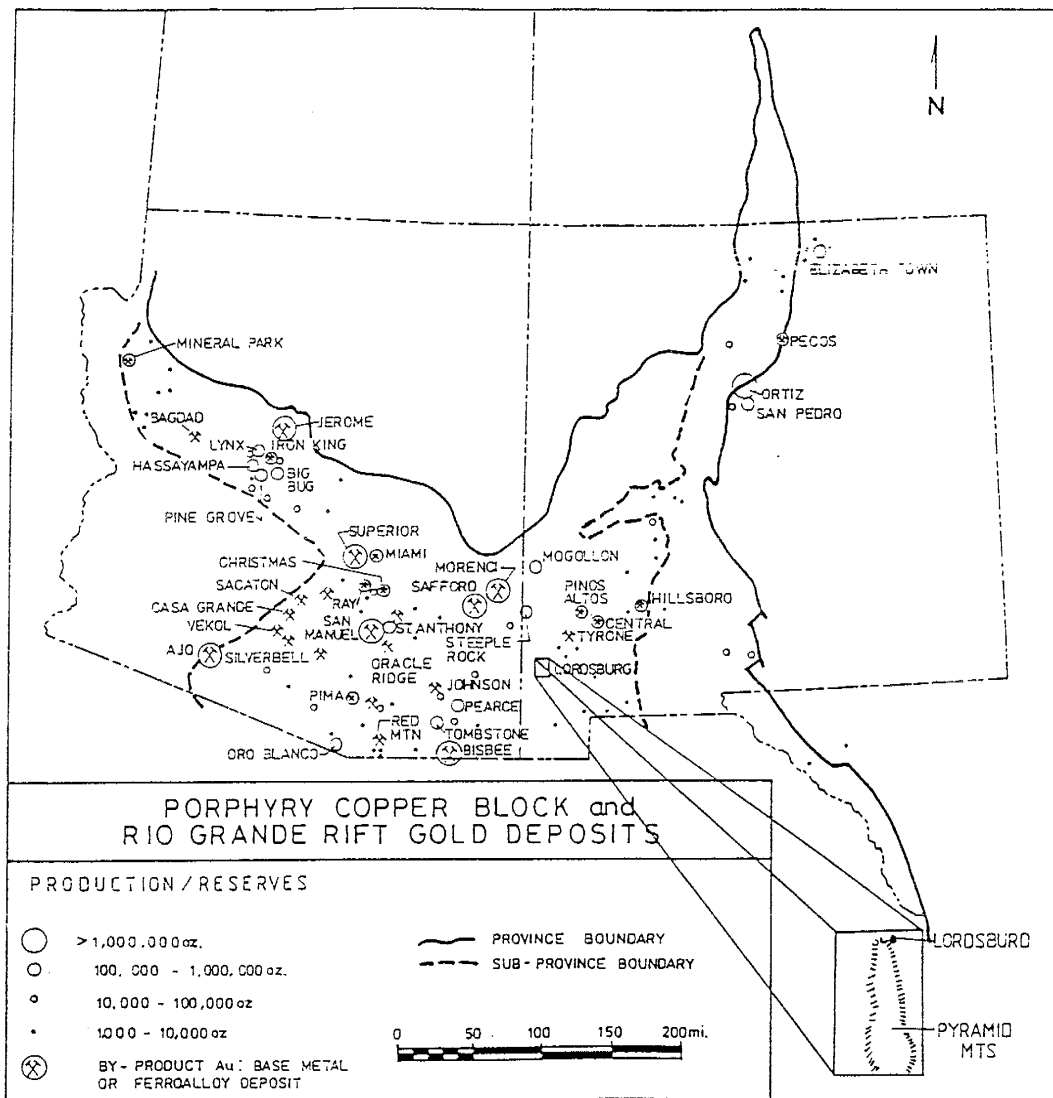 N
ELIZABETH TOWN
MINERAL PARK
PECOS
ORTIZ
SAN PEDRO
BAGDAD
JEROME
LYNX
IRON KING
HASSAYAMPA
BIG
BUG
PINE GROVE
SUPERIOR
MIAMI
CHRISTMAS
MORENCI
MOGOLLON
SACATON
SAFFORD
PINOS
ALTOS
HILLSBORO
CASA GRANDE
RAY
SAN
MANUEL
ST. ANTHONY
CENTRAL
VEKOL
STEEPLE
ROCK
TYRONE
AJO
SILVERBELL
ORACLE
RIDGE
LORDSBURG
JOHNSON
PIMA
PEARCE
RED
MTN
TOMBSTONE
ORO BLANCO
BISBEE
PORPHYRY COPPER BLOCK and
RIO GRANDE RIFT GOLD DEPOSITS
PRODUCTION / RESERVES
> 1,000,000 oz.
100,000 - 1,000,000 oz.
10,000 - 100,000 oz
1,000 - 10,000 oz
BY- PRODUCT Au: BASE METAL
OR FERROALLOY DEPOSIT
PROVINCE BOUNDARY
SUB-PROVINCE BOUNDARY
0 50 100 150 200 mi.
LORDSBURD
PYRAMID
MTS